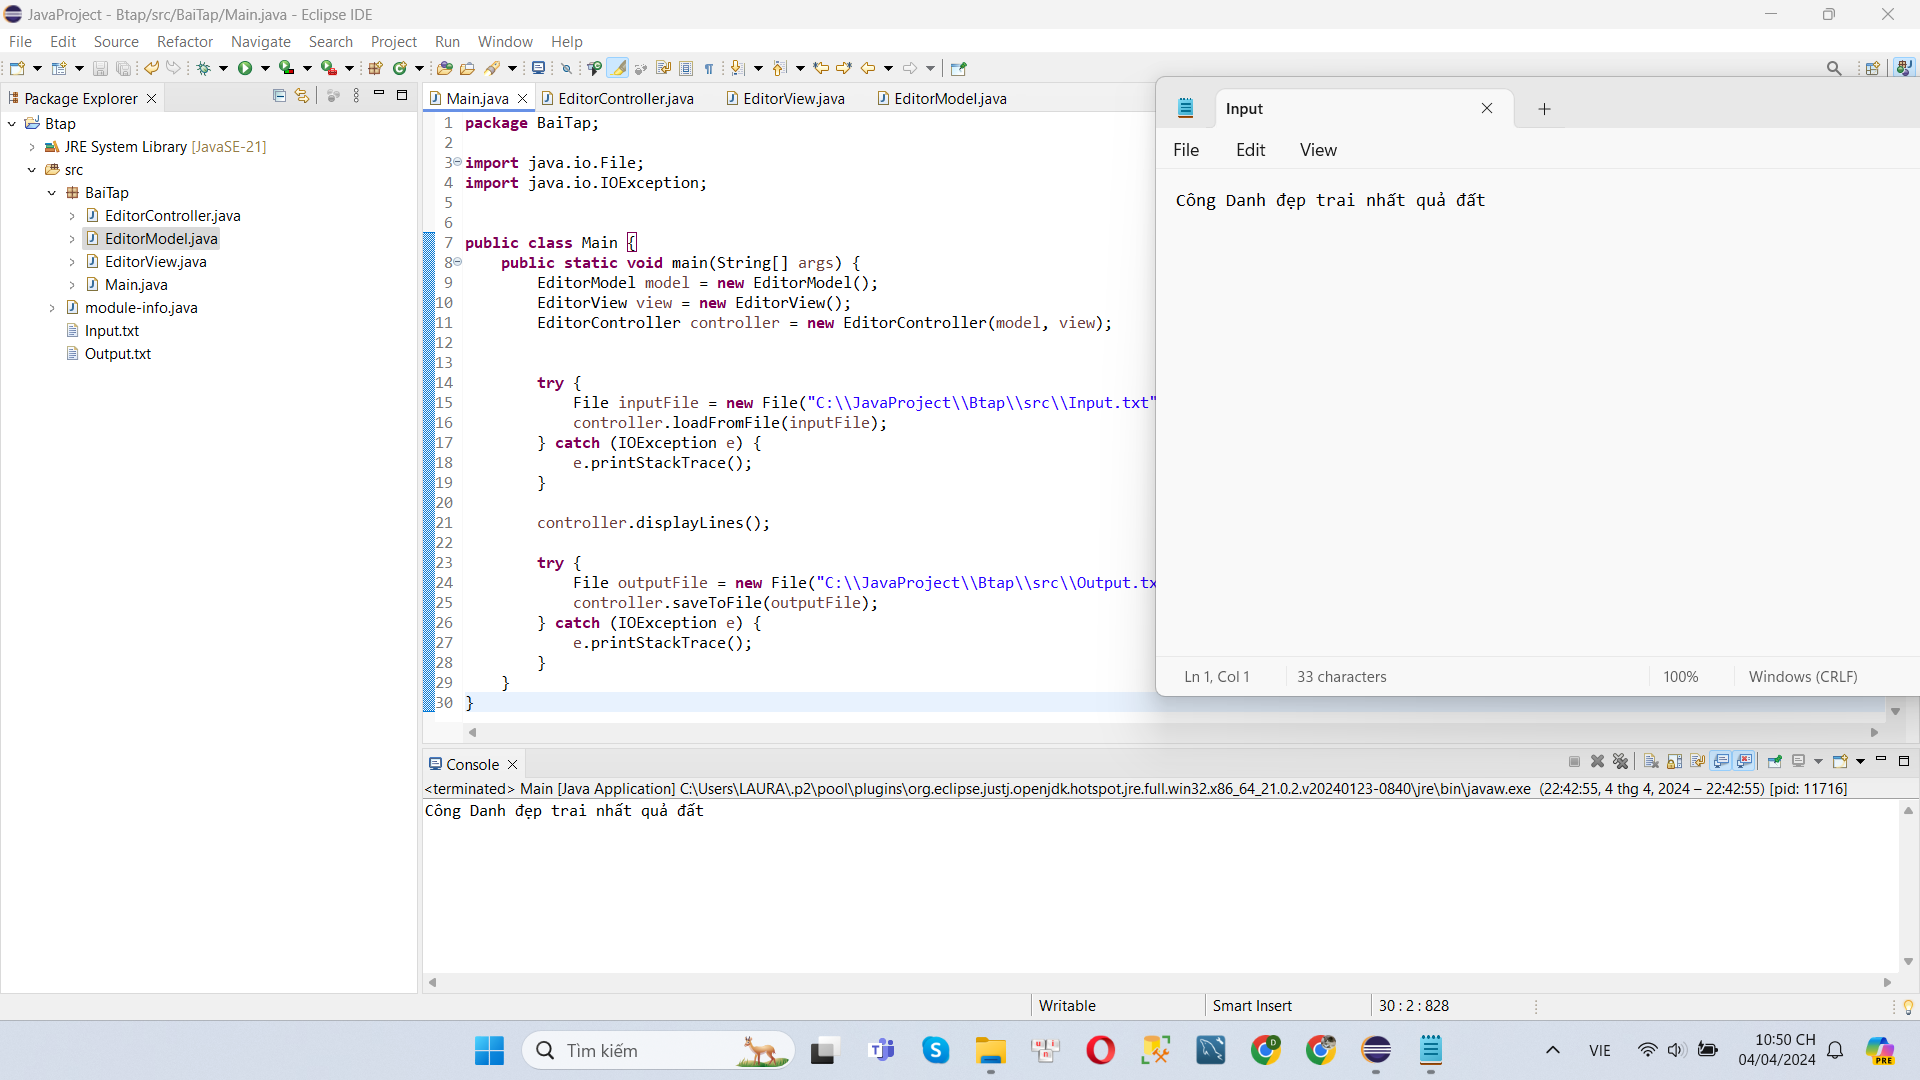 JavaProject - Btap/src/BaiTap/Main.java - Eclipse IDE
File Edit Source Refactor Navigate Search Project Run Window Help
Package Explorer
Btap
JRE System Library [JavaSE-21]
src
BaiTap
EditorController.java
EditorModel.java
EditorView.java
Main.java
module-info.java
Input.txt
Output.txt
Main.java EditorController.java EditorView.java EditorModel.java
1 package BaiTap;
2
3 import java.io.File;
4 import java.io.IOException;
5
6
7 public class Main {
8 public static void main(String[] args) {
9 EditorModel model = new EditorModel();
10 EditorView view = new EditorView();
11 EditorController controller = new EditorController(model, view);
12
13
14 try {
15 File inputFile = new File("C:\\JavaProject\\Btap\\src\\Input.txt"
16 controller.loadFromFile(inputFile);
17 } catch (IOException e) {
18 e.printStackTrace();
19 }
20
21 controller.displayLines();
22
23 try {
24 File outputFile = new File("C:\\JavaProject\\Btap\\src\\Output.tx
25 controller.saveToFile(outputFile);
26 } catch (IOException e) {
27 e.printStackTrace();
28 }
29 }
30 }
Input
File Edit View
Công Danh đẹp trai nhất quả đất
Ln 1, Col 1 33 characters 100% Windows (CRLF)
Console
<terminated> Main [Java Application] C:\Users\LAURA\.p2\pool\plugins\org.eclipse.justj.openjdk.hotspot.jre.full.win32.x86_64_21.0.2.v20240123-0840\jre\bin\javaw.exe (22:42:55, 4 thg 4, 2024 – 22:42:55) [pid: 11716]
Công Danh đẹp trai nhất quả đất
Writable Smart Insert 30 : 2 : 828
Tìm kiếm
VIE
10:50 CH
04/04/2024
PRE